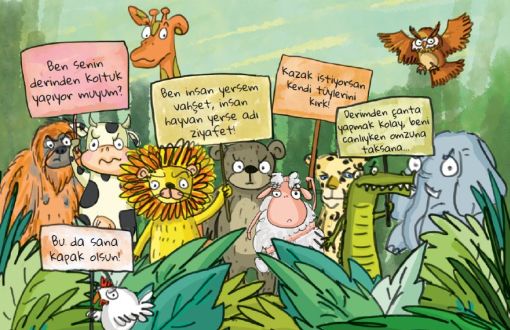 Ben senin
derinden koltuk
yapıyor muyum?
Ben insan yersem
vahşet, insan
hayvan yerse adı
ziyafet!
Kazak istiyorsan
kendi tüylerini
kırk!
Derimden çanta
yapmak kolay, beni
canlıyken omzuna
taksana...
Bu da sana
kapak olsun!